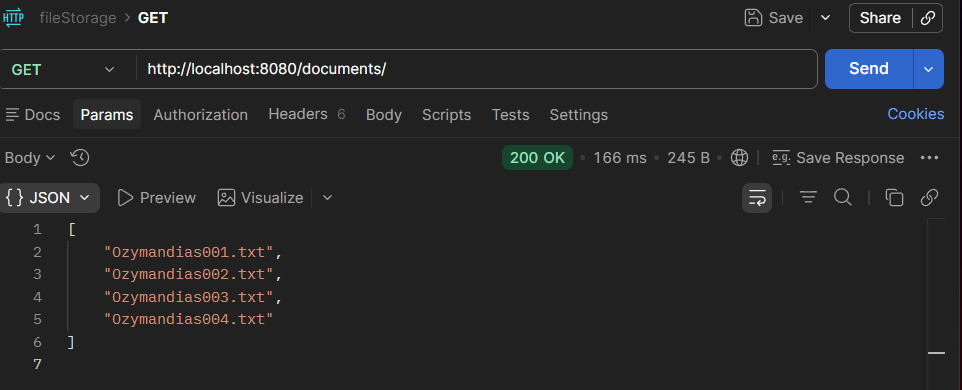 HTTP fileStorage > GET Save Share
GET http://localhost:8080/documents/ Send
Docs Params Authorization Headers 6 Body Scripts Tests Settings Cookies
Body 200 OK • 166 ms • 245 B • e.g. Save Response •••
{} JSON Preview Visualize
1 [
2 "Ozymandias001.txt",
3 "Ozymandias002.txt",
4 "Ozymandias003.txt",
5 "Ozymandias004.txt"
6 ]
7